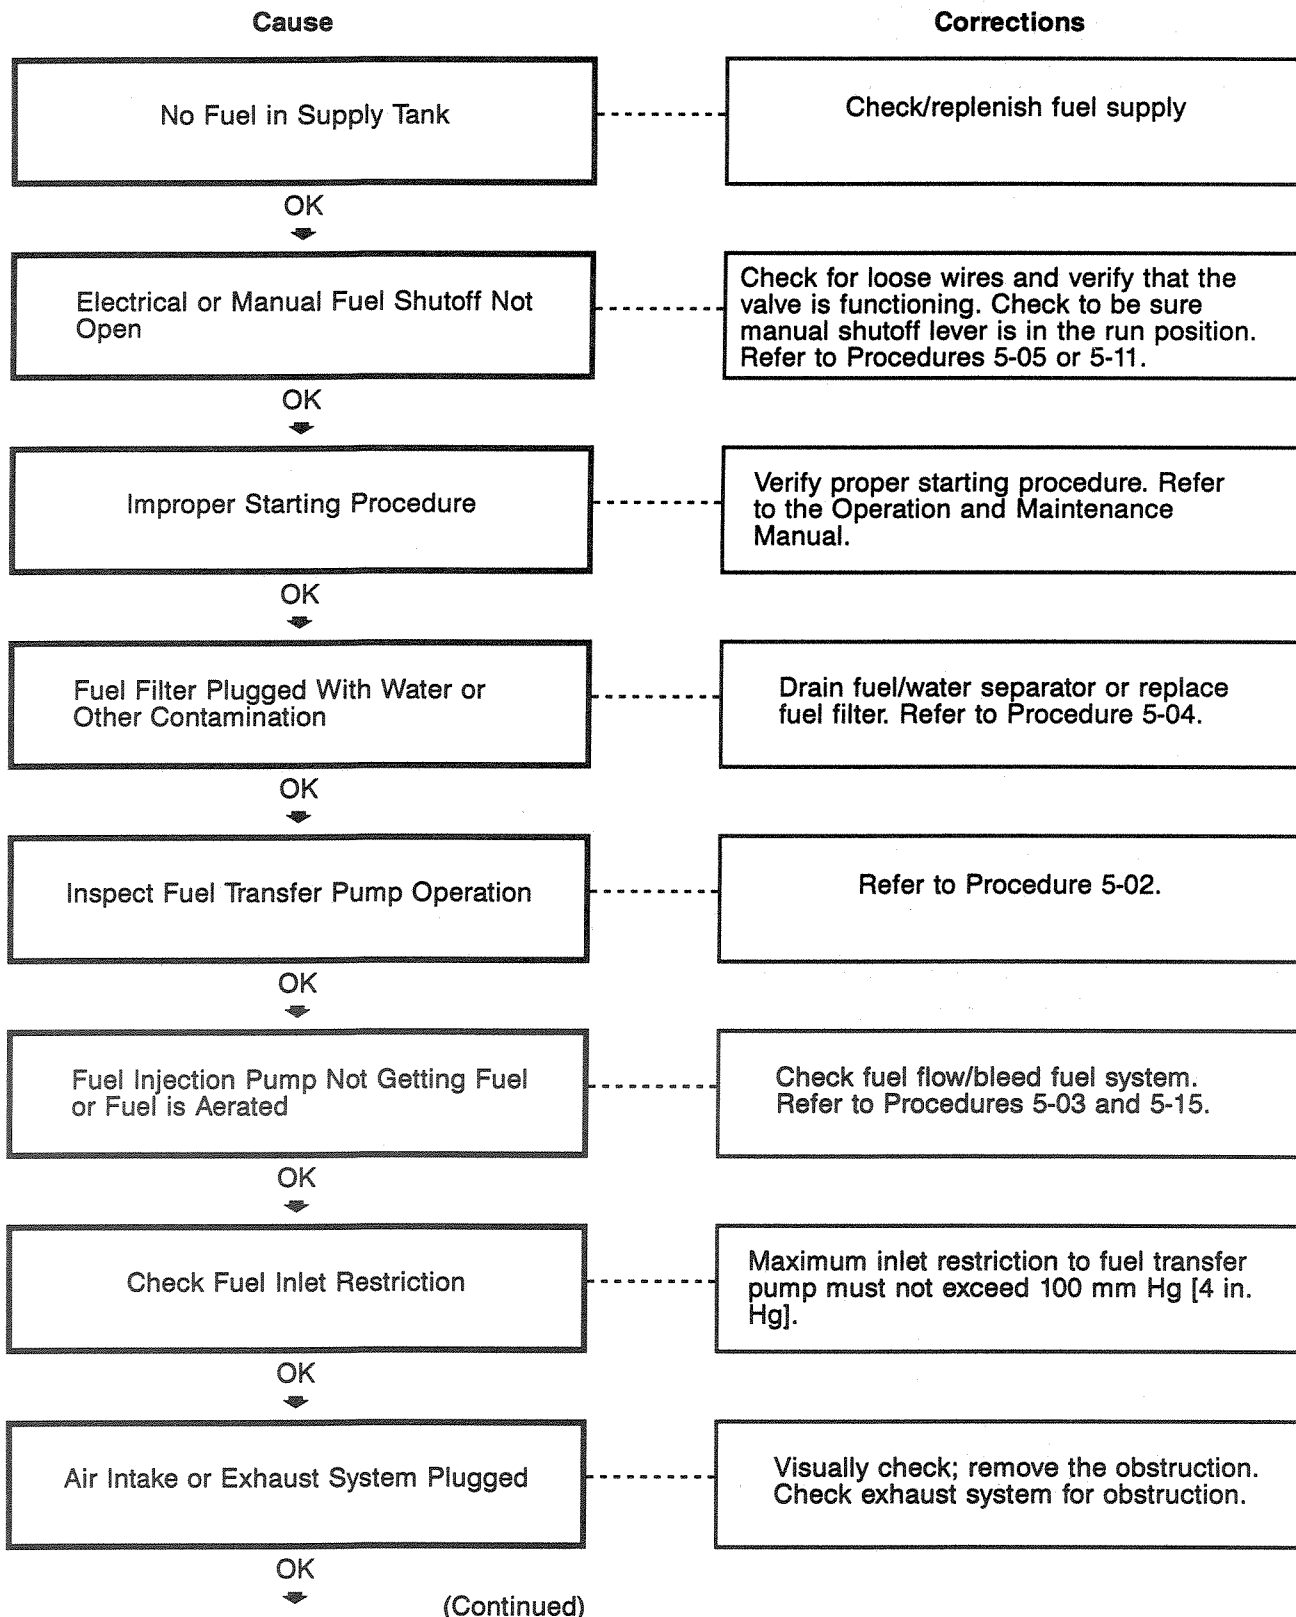 Cause
Corrections
No Fuel in Supply Tank
Check/replenish fuel supply
OK
Electrical or Manual Fuel Shutoff Not
Open
Check for loose wires and verify that the
valve is functioning. Check to be sure
manual shutoff lever is in the run position.
Refer to Procedures 5-05 or 5-11.
OK
Improper Starting Procedure
Verify proper starting procedure. Refer
to the Operation and Maintenance
Manual.
OK
Fuel Filter Plugged With Water or
Other Contamination
Drain fuel/water separator or replace
fuel filter. Refer to Procedure 5-04.
OK
Inspect Fuel Transfer Pump Operation
Refer to Procedure 5-02.
OK
Fuel Injection Pump Not Getting Fuel
or Fuel is Aerated
Check fuel flow/bleed fuel system.
Refer to Procedures 5-03 and 5-15.
OK
Check Fuel Inlet Restriction
Maximum inlet restriction to fuel transfer
pump must not exceed 100 mm Hg [4 in.
Hg].
OK
Air Intake or Exhaust System Plugged
Visually check; remove the obstruction.
Check exhaust system for obstruction.
OK
(Continued)